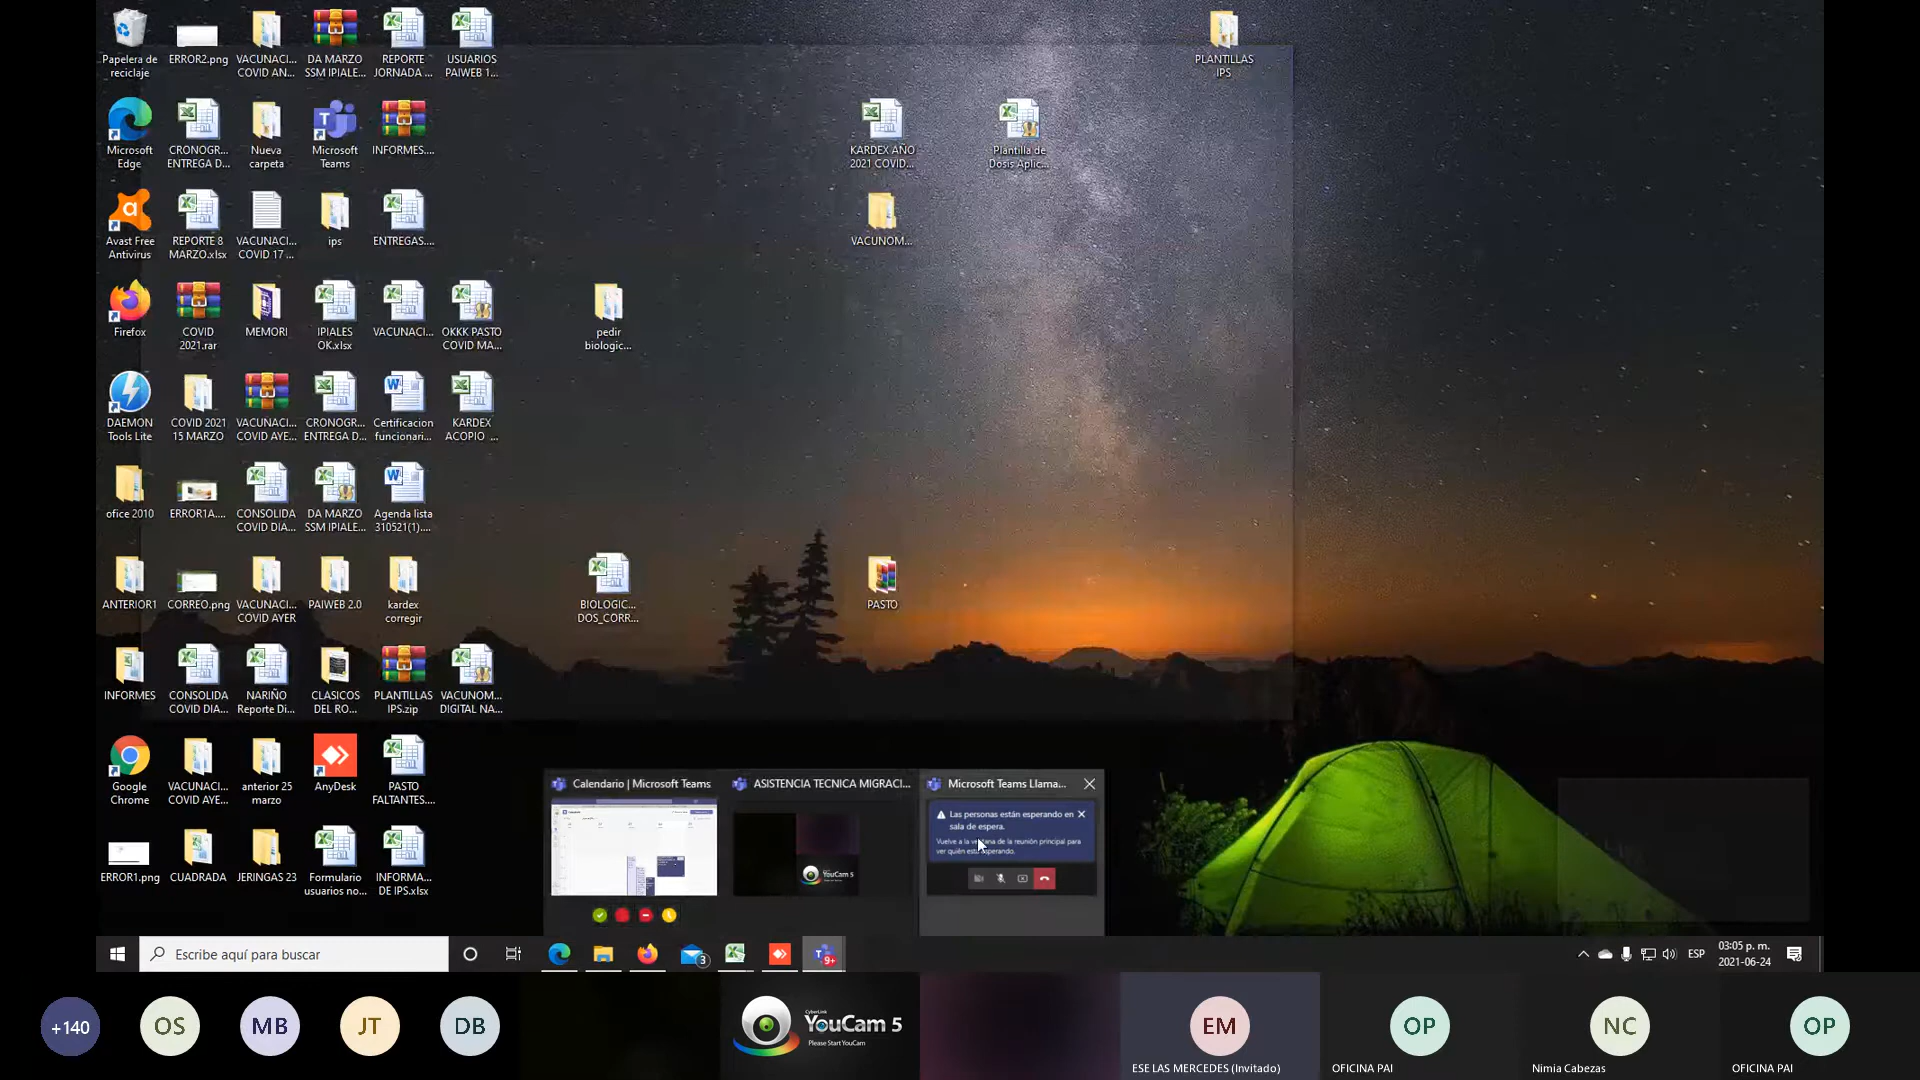 Papelera de
reciclaje
ERROR2.png
VACUNACI...
COVID AN...
DA MARZO
SSM IPIALE...
REPORTE
JORNADA ...
USUARIOS
PAIWEB 1...
PLANTILLAS
IPS
Microsoft
Edge
CRONOGR...
ENTREGA D...
Nueva
carpeta
Microsoft
Teams
INFORMES....
KARDEX AÑO
2021 COVID...
Plantilla de
Dosis Aplic...
Avast Free
Antivirus
REPORTE 8
MARZO.xlsx
VACUNACI...
COVID 17 ...
ips
ENTREGAS....
VACUNOM...
Firefox
COVID
2021.rar
MEMORI
IPIALES
OK.xlsx
VACUNACI...
OKKK PASTO
COVID MA...
pedir
biologic...
DAEMON
Tools Lite
COVID 2021
15 MARZO
VACUNACI...
COVID AYE...
CRONOGR...
ENTREGA D...
Certificacion
funcionari...
KARDEX
ACOPIO _...
ofice 2010
ERROR1A....
CONSOLIDA
COVID DIA...
DA MARZO
SSM IPIALE...
Agenda lista
310521(1)....
ANTERIOR1
CORREO.png
VACUNACI...
COVID AYER
PAIWEB 2.0
kardex
corregir
BIOLOGIC...
DOS_CORR...
PASTO
INFORMES
CONSOLIDA
COVID DIA...
NARIÑO
Reporte Di...
CLASICOS
DEL RO...
PLANTILLAS
IPS.zip
VACUNOM...
DIGITAL NA...
Google
Chrome
VACUNACI...
COVID AYE...
anterior 25
marzo
AnyDesk
PASTO
FALTANTES....
ERROR1.png
CUADRADA
JERINGAS 23
Formulario
usuarios no...
INFORMA...
DE IPS.xlsx
Calendario | Microsoft Teams
ASISTENCIA TECNICA MIGRACI...
Microsoft Teams Llama...
Las personas están esperando en
sala de espera.
Vuelve a la ventana de la reunión principal para
ver quién está esperando.
YouCam 5
Escribe aquí para buscar
3
9+
ESP
03:05 p. m.
2021-06-24
+140
OS
MB
JT
DB
CyberLink
YouCam 5
Please Start YouCam
EM
ESE LAS MERCEDES (Invitado)
OP
OFICINA PAI
NC
Nimia Cabezas
OP
OFICINA PAI